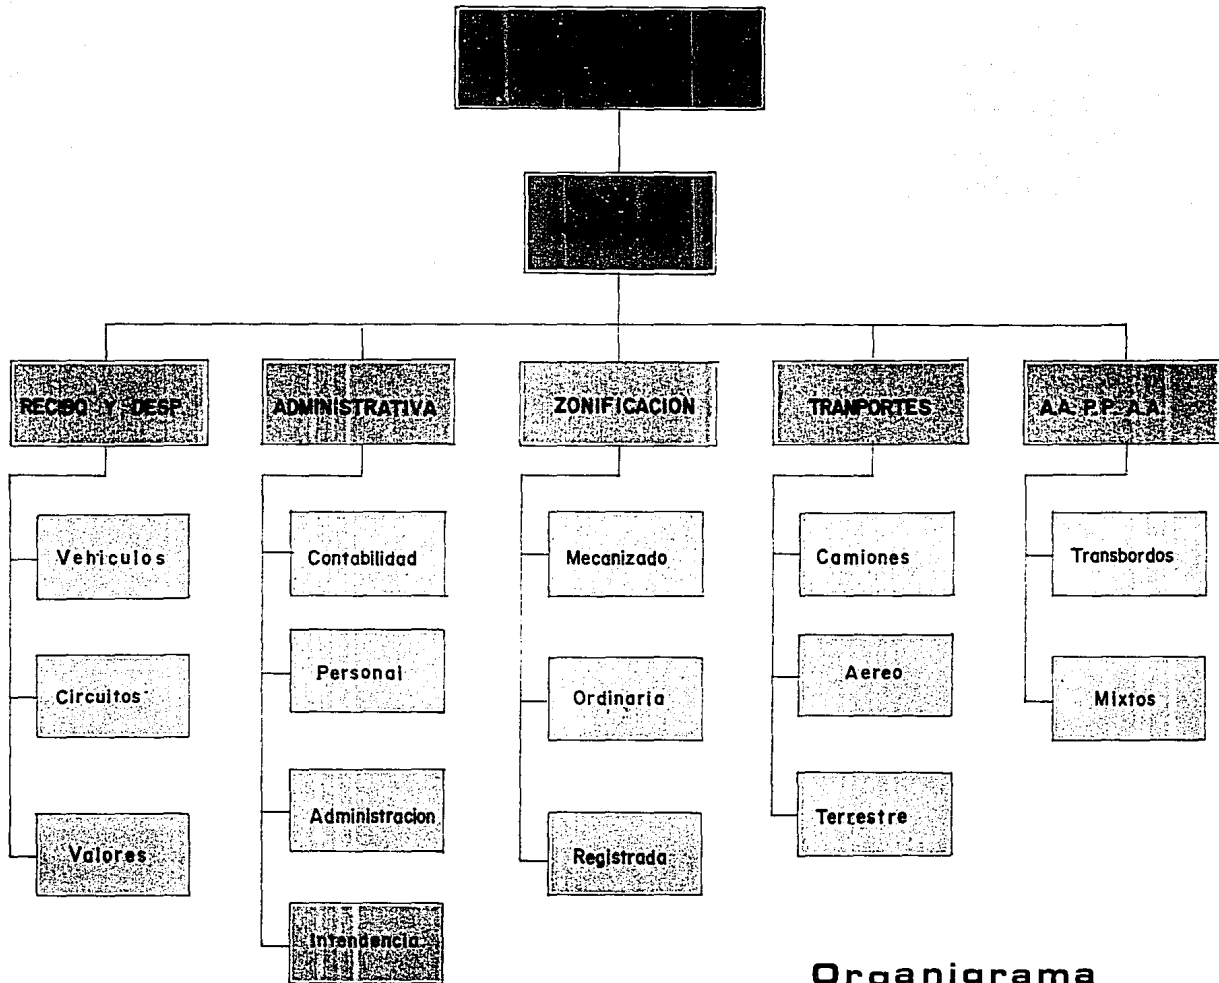 RECIBO Y DESP.
ADMINISTRATIVA
ZONIFICACION
TRANPORTES
A.A. P.P. A.A.
Vehiculos
Circuitos
Valores
Contabilidad
Personal
Administracion
Intendencia
Mecanizado
Ordinaria
Registrada
Camiones
Aereo
Terrestre
Transbordos
Mixtos
Organigrama